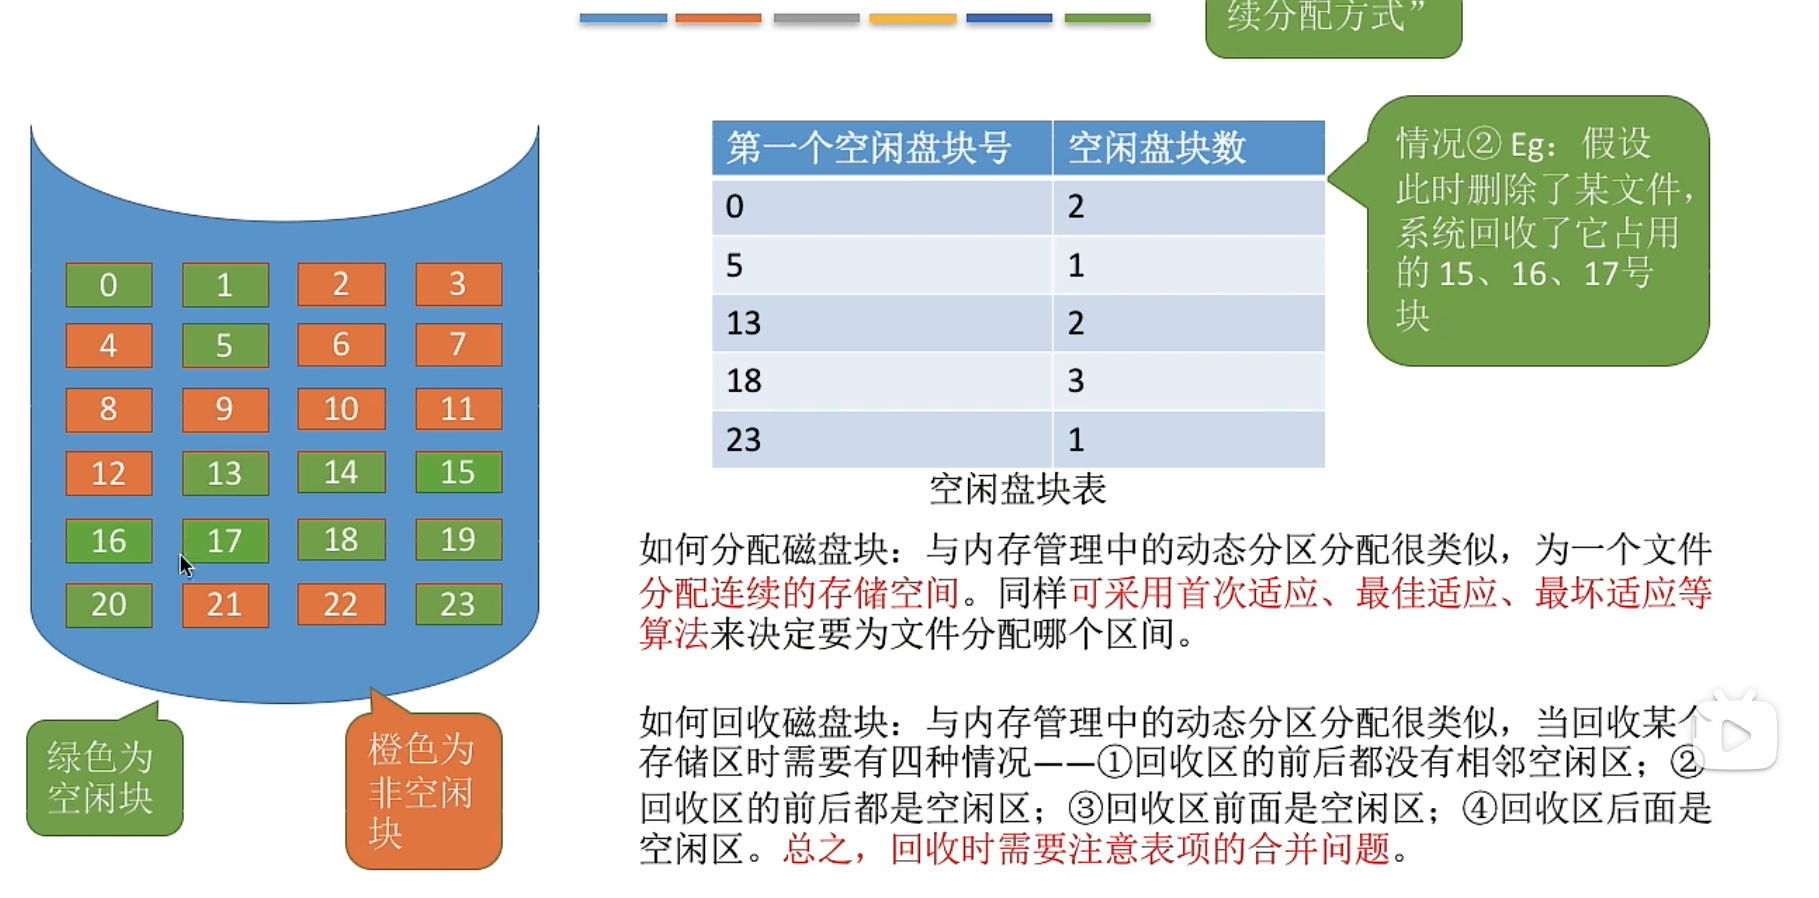 续分配方式”
0 1 2 3
4 5 6 7
8 9 10 11
12 13 14 15
16 17 18 19
20 21 22 23
绿色为
空闲块
橙色为
非空闲
块
第一个空闲盘块号 空闲盘块数
0 2
5 1
13 2
18 3
23 1
空闲盘块表
情况② Eg：假设
此时删除了某文件，
系统回收了它占用
的 15、16、17号
块
如何分配磁盘块：与内存管理中的动态分区分配很类似，为一个文件
分配连续的存储空间。同样可采用首次适应、最佳适应、最坏适应等
算法来决定要为文件分配哪个区间。
如何回收磁盘块：与内存管理中的动态分区分配很类似，当回收某个
存储区时需要有四种情况——①回收区的前后都没有相邻空闲区；②
回收区的前后都是空闲区；③回收区前面是空闲区；④回收区后面是
空闲区。总之，回收时需要注意表项的合并问题。